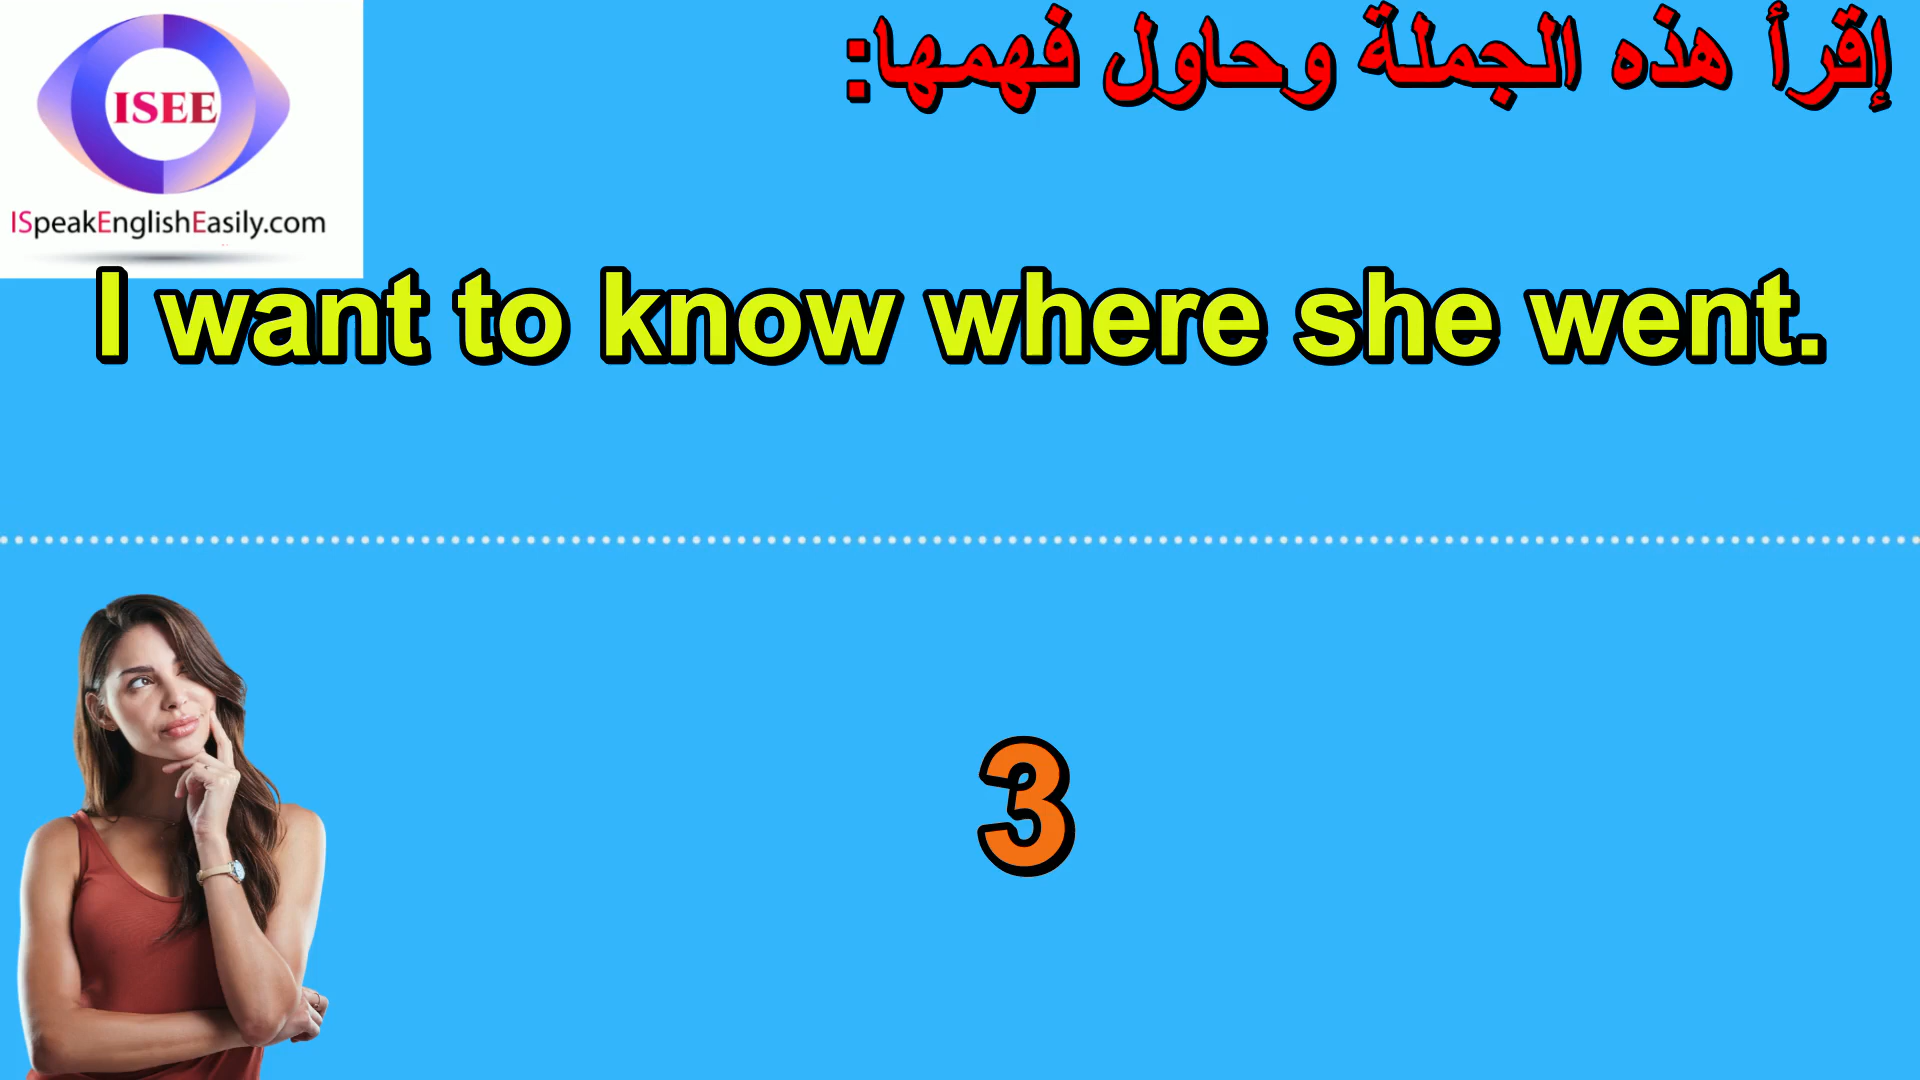 إقرأ هذه الجملة وحاول فهمها:
ISEE
ISpeakEnglishEasily.com
I want to know where she went.
3